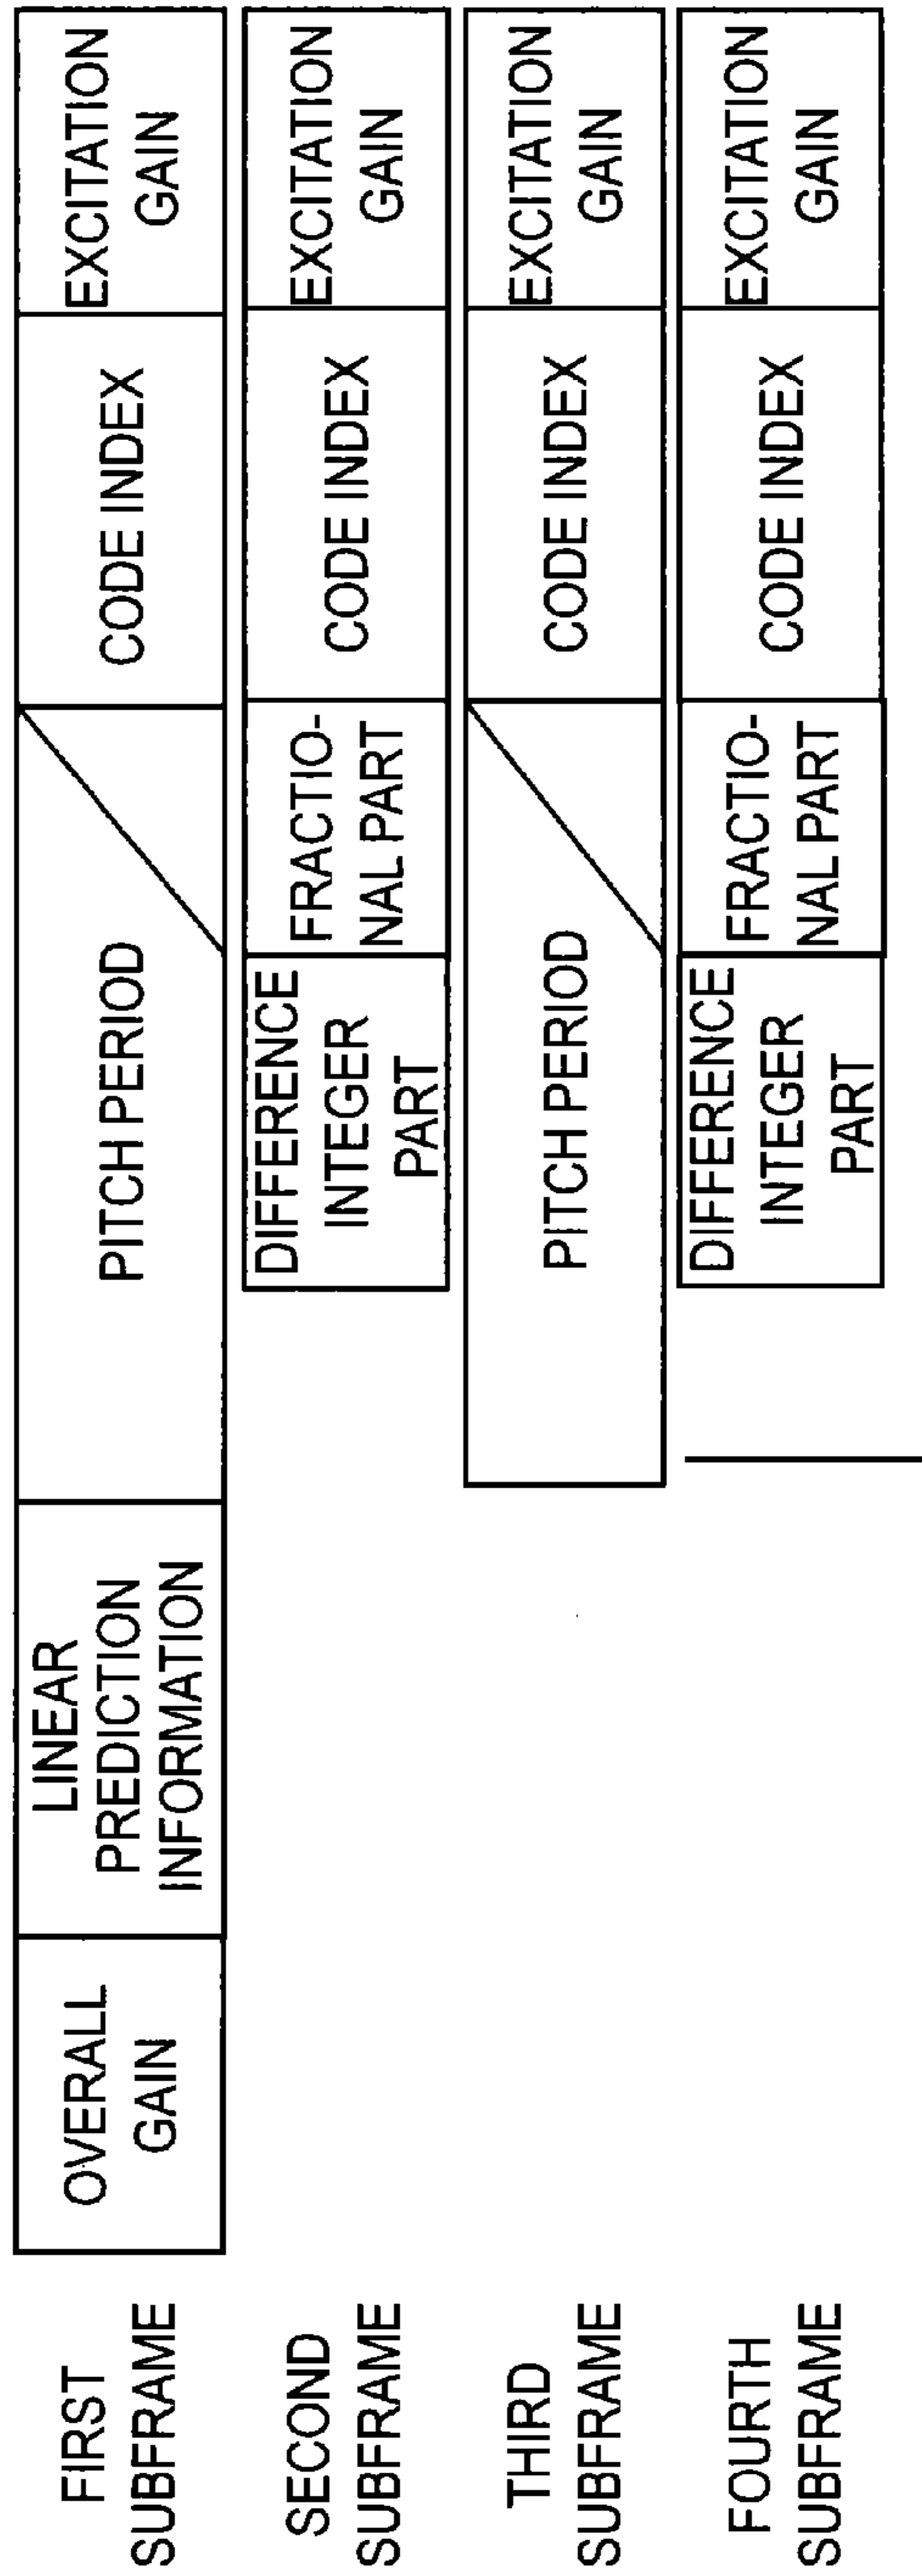 FIRST
SUBFRAME
OVERALL
GAIN
LINEAR
PREDICTION
INFORMATION
PITCH PERIOD
CODE INDEX
EXCITATION
GAIN
SECOND
SUBFRAME
DIFFERENCE
INTEGER
PART
FRACTIO-
NAL PART
CODE INDEX
EXCITATION
GAIN
THIRD
SUBFRAME
PITCH PERIOD
CODE INDEX
EXCITATION
GAIN
FOURTH
SUBFRAME
DIFFERENCE
INTEGER
PART
FRACTIO-
NAL PART
CODE INDEX
EXCITATION
GAIN